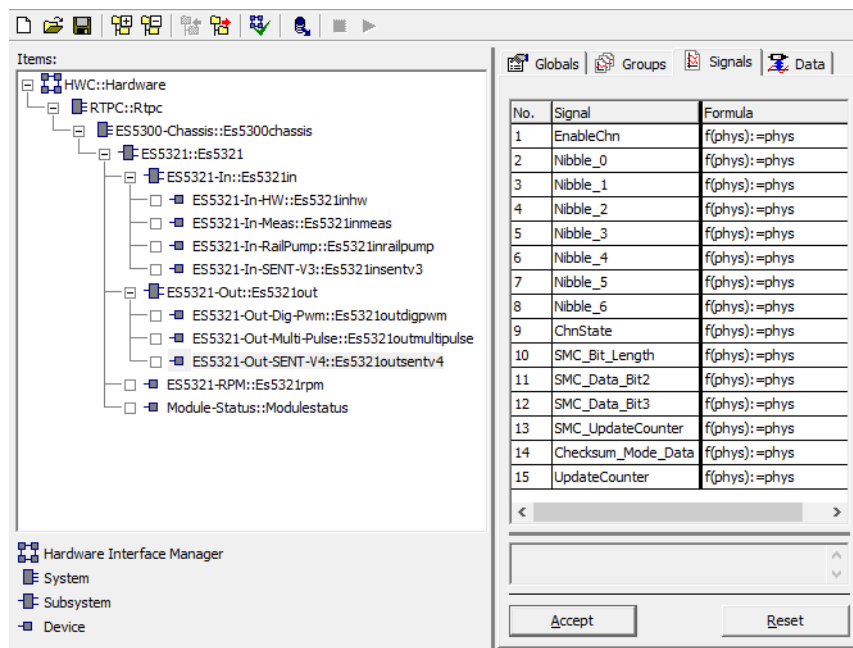 Items:
HWC::Hardware
RTPC::Rtpc
ES5300-Chassis::Es5300chassis
ES5321::Es5321
ES5321-In::Es5321in
ES5321-In-HW::Es5321inhw
ES5321-In-Meas::Es5321inmeas
ES5321-In-RailPump::Es5321inrailpump
ES5321-In-SENT-V3::Es5321insentv3
ES5321-Out::Es5321out
ES5321-Out-Dig-Pwm::Es5321outdigpwm
ES5321-Out-Multi-Pulse::Es5321outmultipulse
ES5321-Out-SENT-V4::Es5321outsentv4
ES5321-RPM::Es5321rpm
Module-Status::Modulestatus
Hardware Interface Manager
System
Subsystem
Device
Globals Groups Signals Data
No. Signal Formula
1 EnableChn f(phys):=phys
2 Nibble_0 f(phys):=phys
3 Nibble_1 f(phys):=phys
4 Nibble_2 f(phys):=phys
5 Nibble_3 f(phys):=phys
6 Nibble_4 f(phys):=phys
7 Nibble_5 f(phys):=phys
8 Nibble_6 f(phys):=phys
9 ChnState f(phys):=phys
10 SMC_Bit_Length f(phys):=phys
11 SMC_Data_Bit2 f(phys):=phys
12 SMC_Data_Bit3 f(phys):=phys
13 SMC_UpdateCounter f(phys):=phys
14 Checksum_Mode_Data f(phys):=phys
15 UpdateCounter f(phys):=phys
Accept Reset